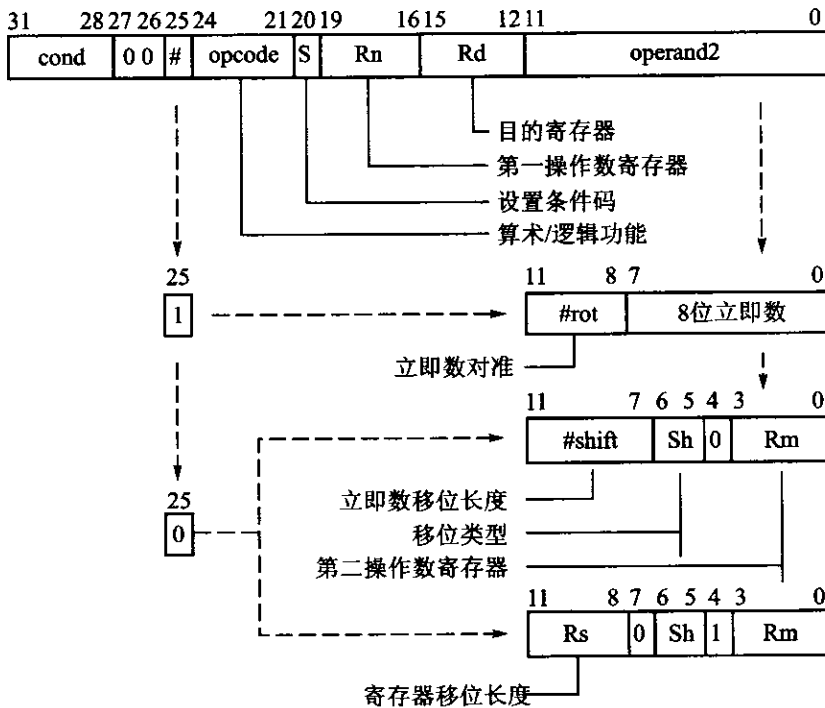 31 28 27 26 25 24 21 20 19 16 15 12 11 0
cond 0 0 # opcode S Rn Rd operand2
目的寄存器
第一操作数寄存器
设置条件码
算术/逻辑功能
25
1
11 8 7 0
#rot 8位立即数
立即数对准
11 7 6 5 4 3 0
#shift Sh 0 Rm
25
0
立即数移位长度
移位类型
第二操作数寄存器
11 8 7 6 5 4 3 0
Rs 0 Sh 1 Rm
寄存器移位长度